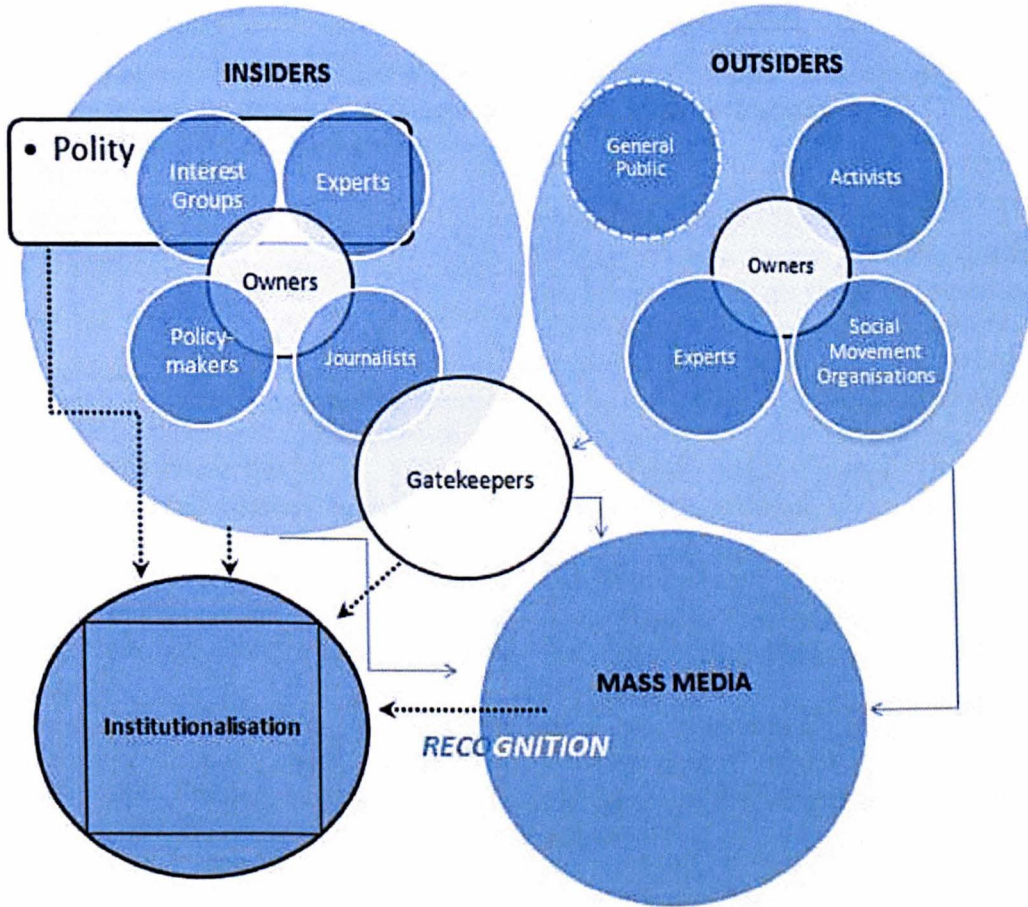 INSIDERS
• Polity
Interest
Groups
Experts
Owners
Policy-
makers
Journalists
OUTSIDERS
General
Public
Activists
Owners
Experts
Social
Movement
Organisations
Gatekeepers
Institutionalisation
MASS MEDIA
RECOGNITION